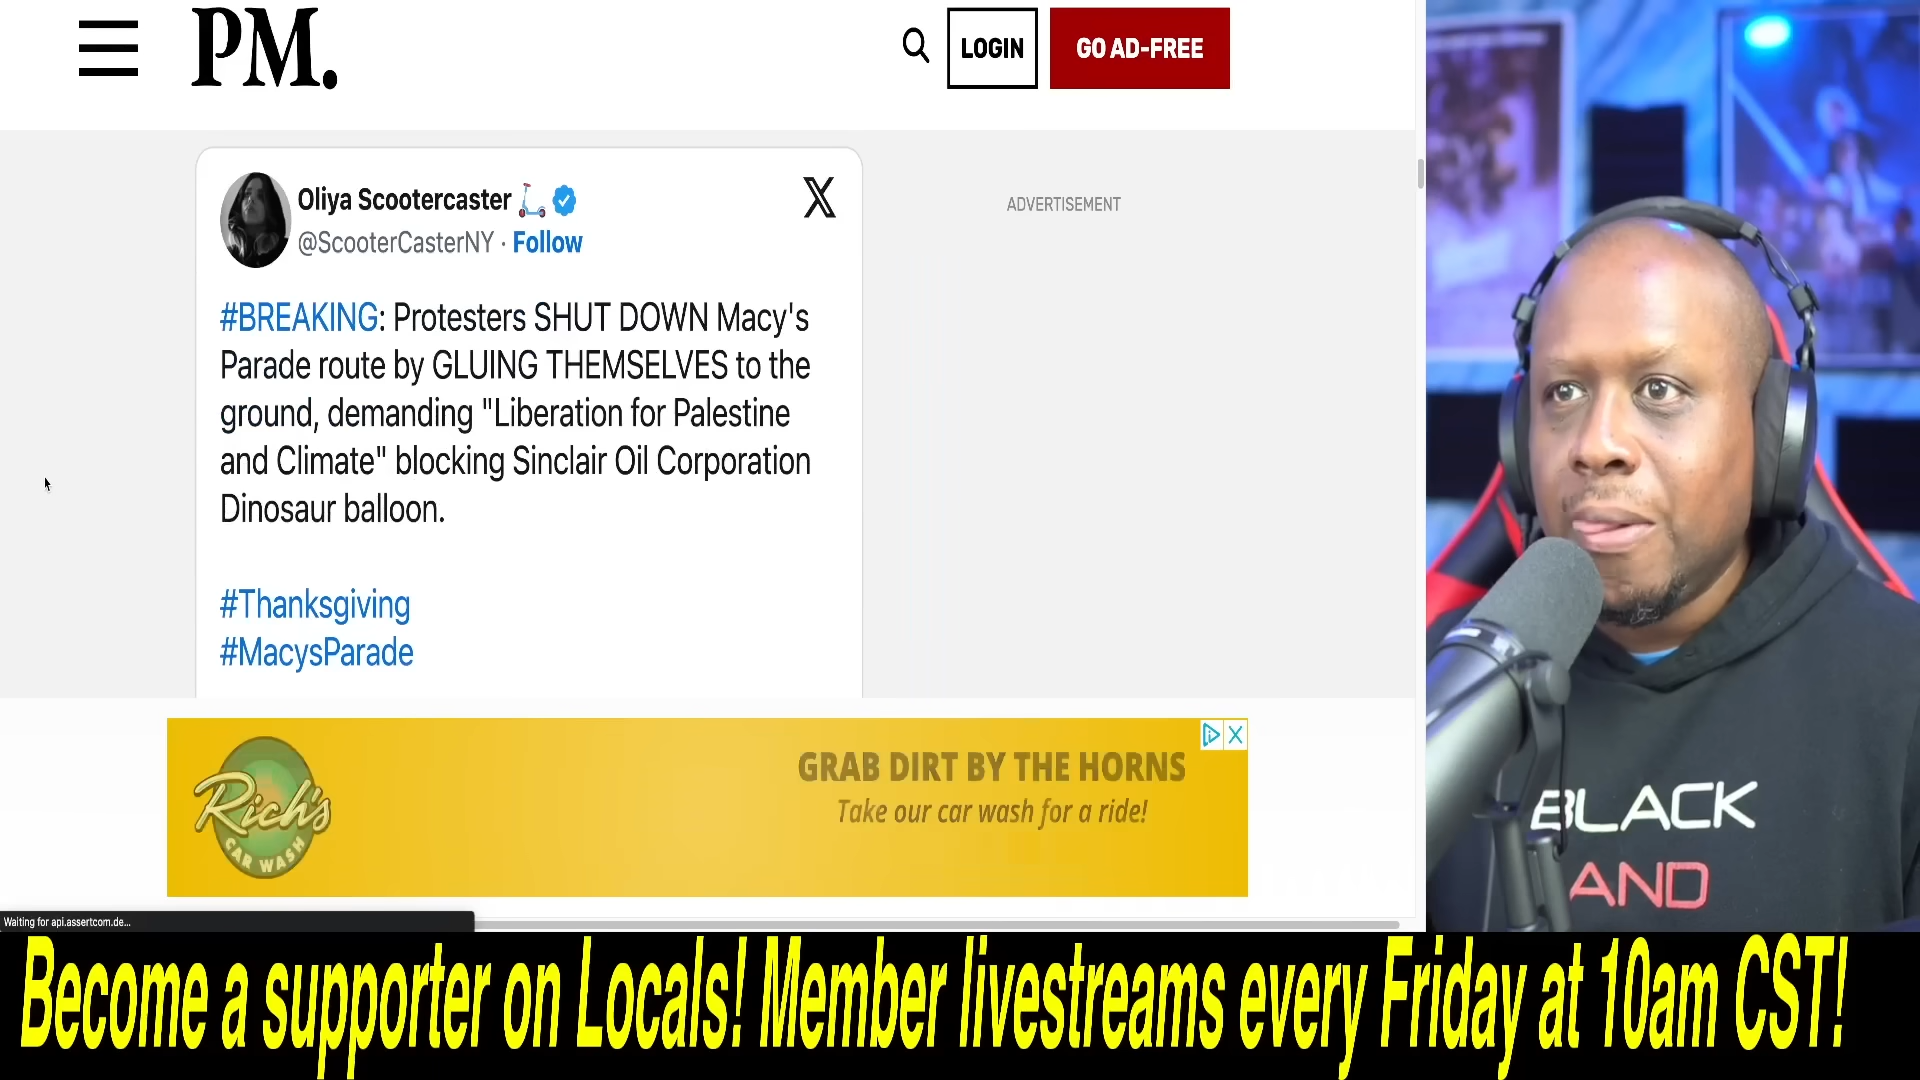 PM.
LOGIN
GO AD-FREE
Oliya Scootercaster
@ScooterCasterNY · Follow
ADVERTISEMENT
#BREAKING: Protesters SHUT DOWN Macy's
Parade route by GLUING THEMSELVES to the
ground, demanding "Liberation for Palestine
and Climate" blocking Sinclair Oil Corporation
Dinosaur balloon.
#Thanksgiving
#MacysParade
Rich's
CAR WASH
GRAB DIRT BY THE HORNS
Take our car wash for a ride!
BLACK
AND
Waiting for api.assertcom.de...
Become a supporter on Locals! Member livestreams every Friday at 10am CST!